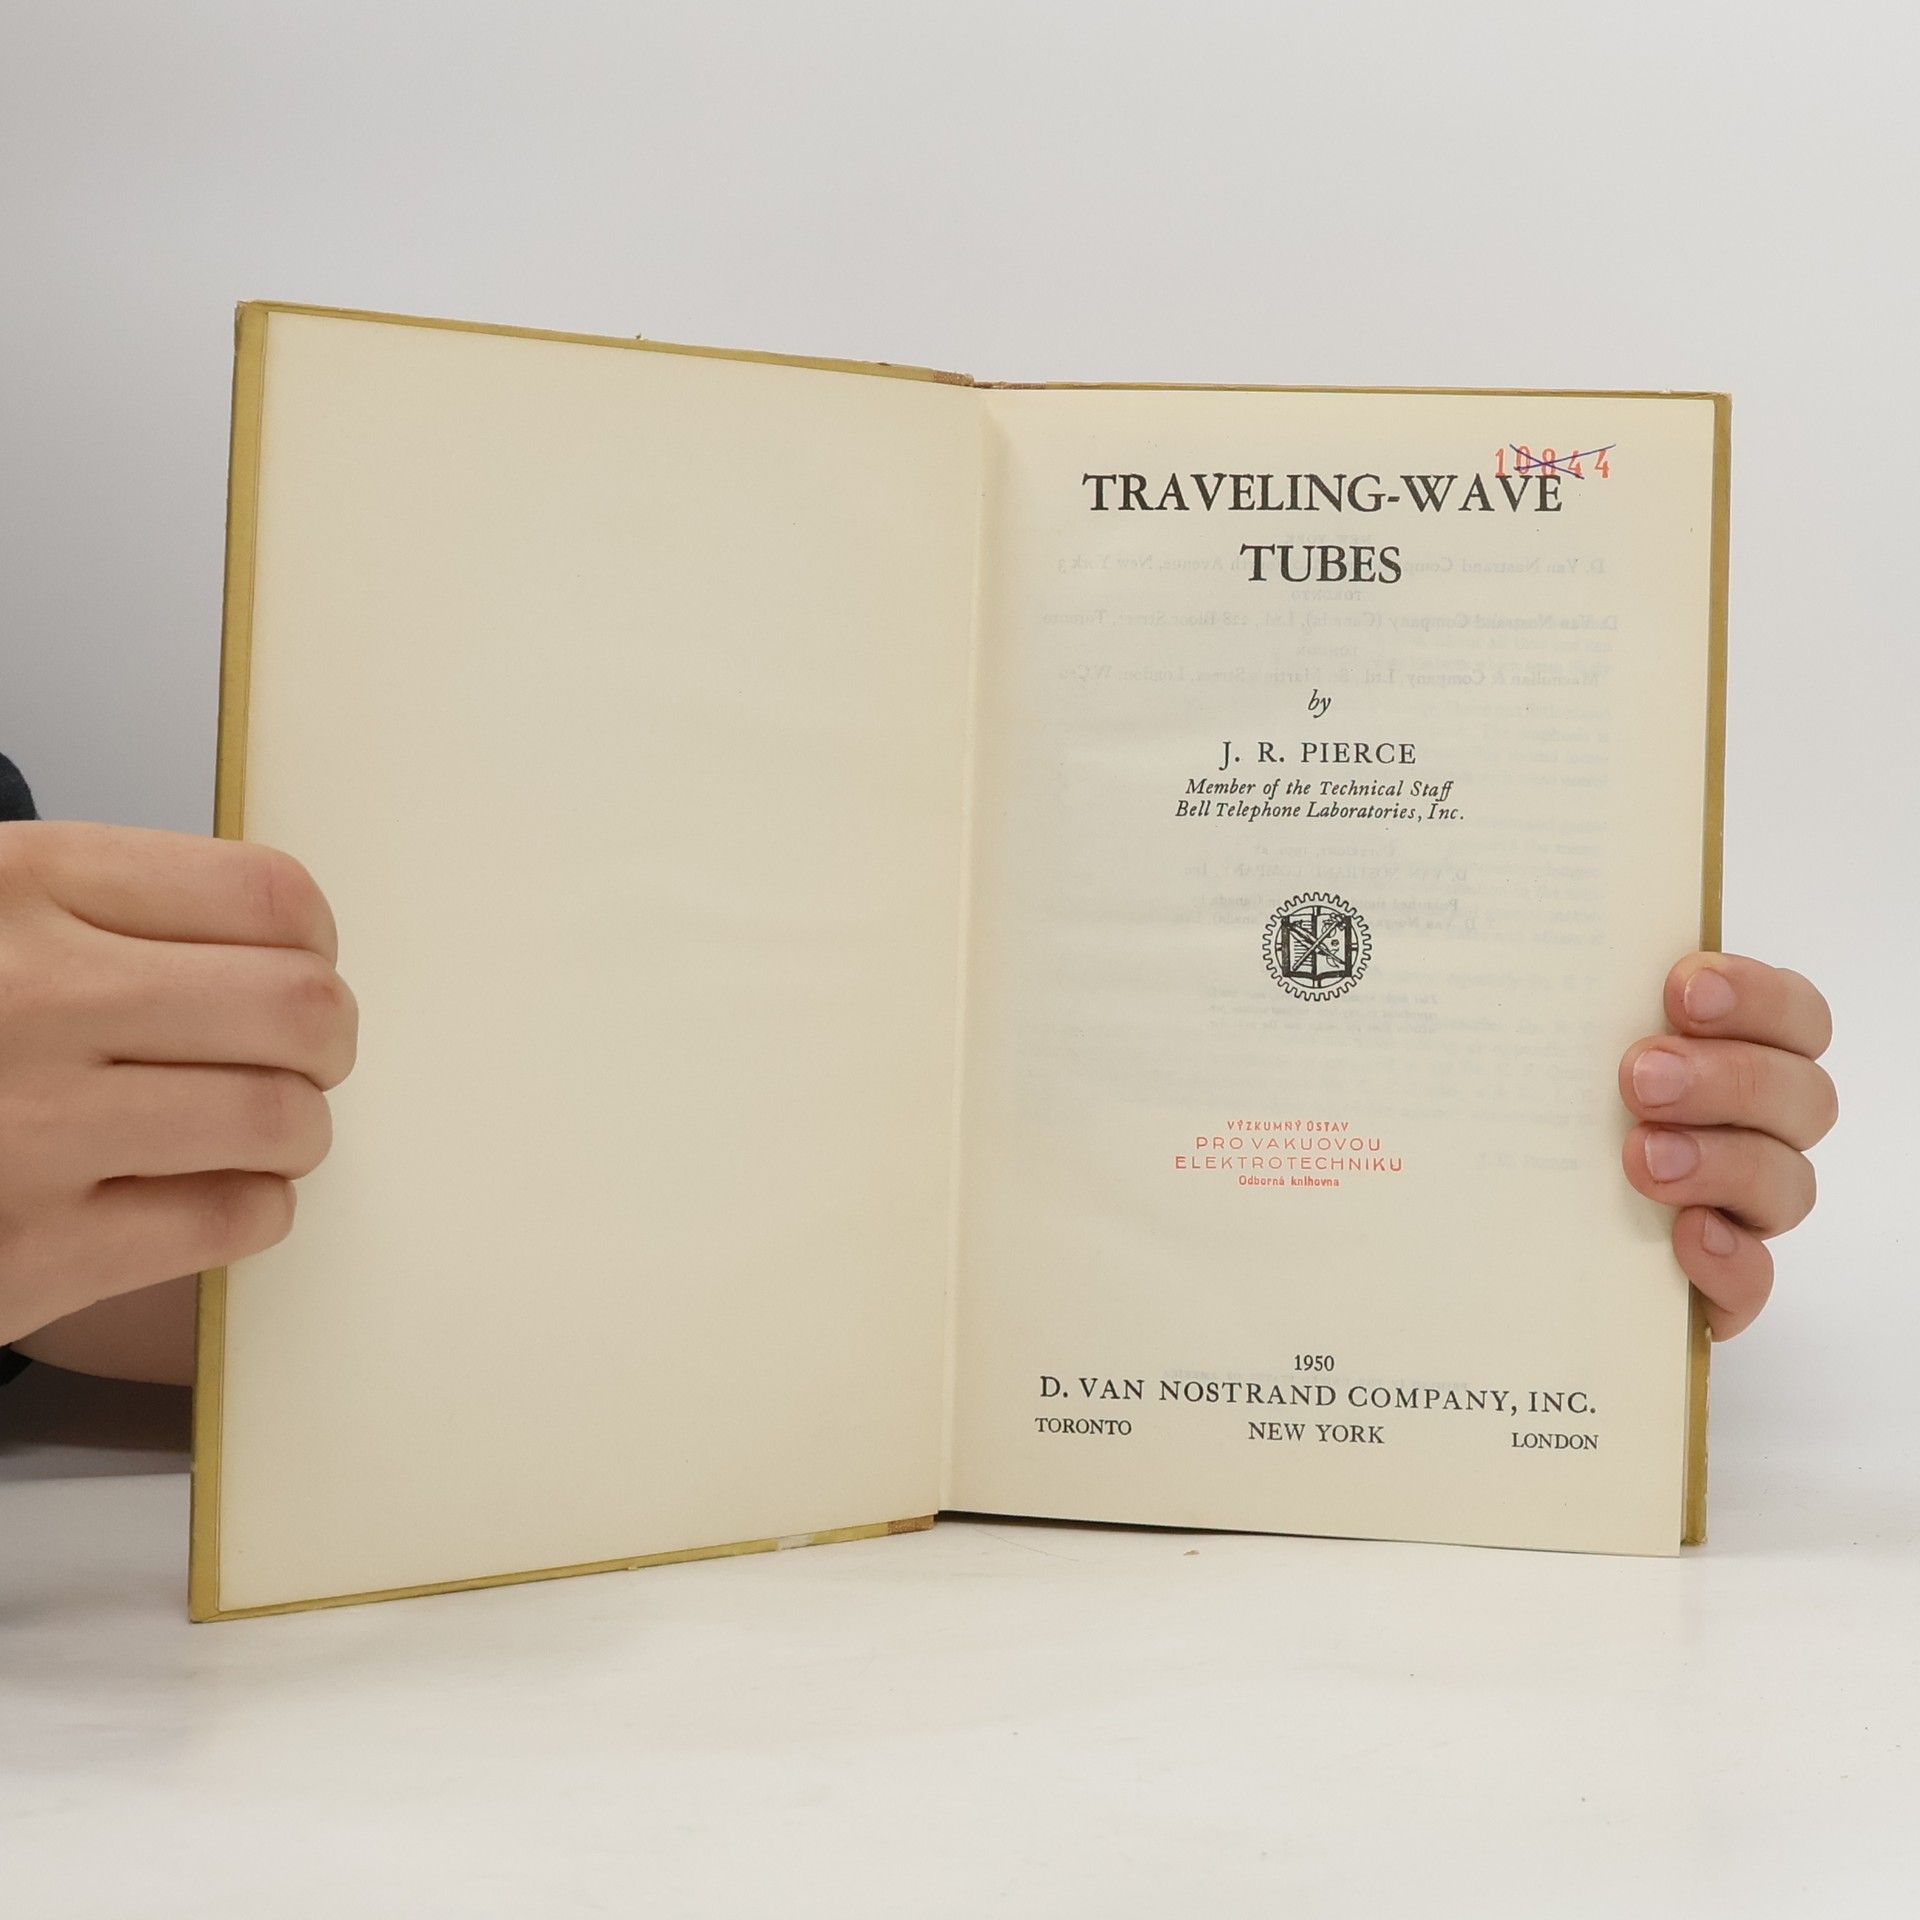 10844
TRAVELING-WAVE
TUBES
by
J. R. PIERCE
Member of the Technical Staff
Bell Telephone Laboratories, Inc.
VÝZKUMNÝ ÚSTAV
PRO VAKUOVOU
ELEKTROTECHNIKU
Odborná knihovna
1950
D. VAN NOSTRAND COMPANY, INC.
TORONTO NEW YORK LONDON